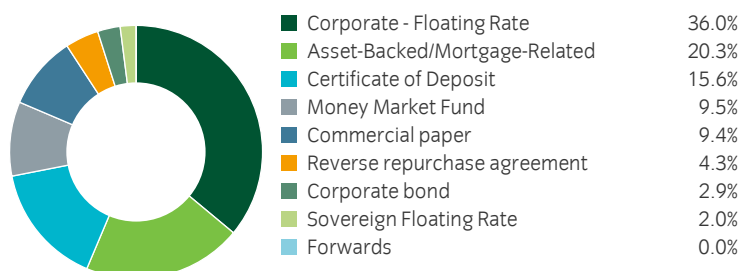 Corporate - Floating Rate 36.0%
Asset-Backed/Mortgage-Related 20.3%
Certificate of Deposit 15.6%
Money Market Fund 9.5%
Commercial paper 9.4%
Reverse repurchase agreement 4.3%
Corporate bond 2.9%
Sovereign Floating Rate 2.0%
Forwards 0.0%